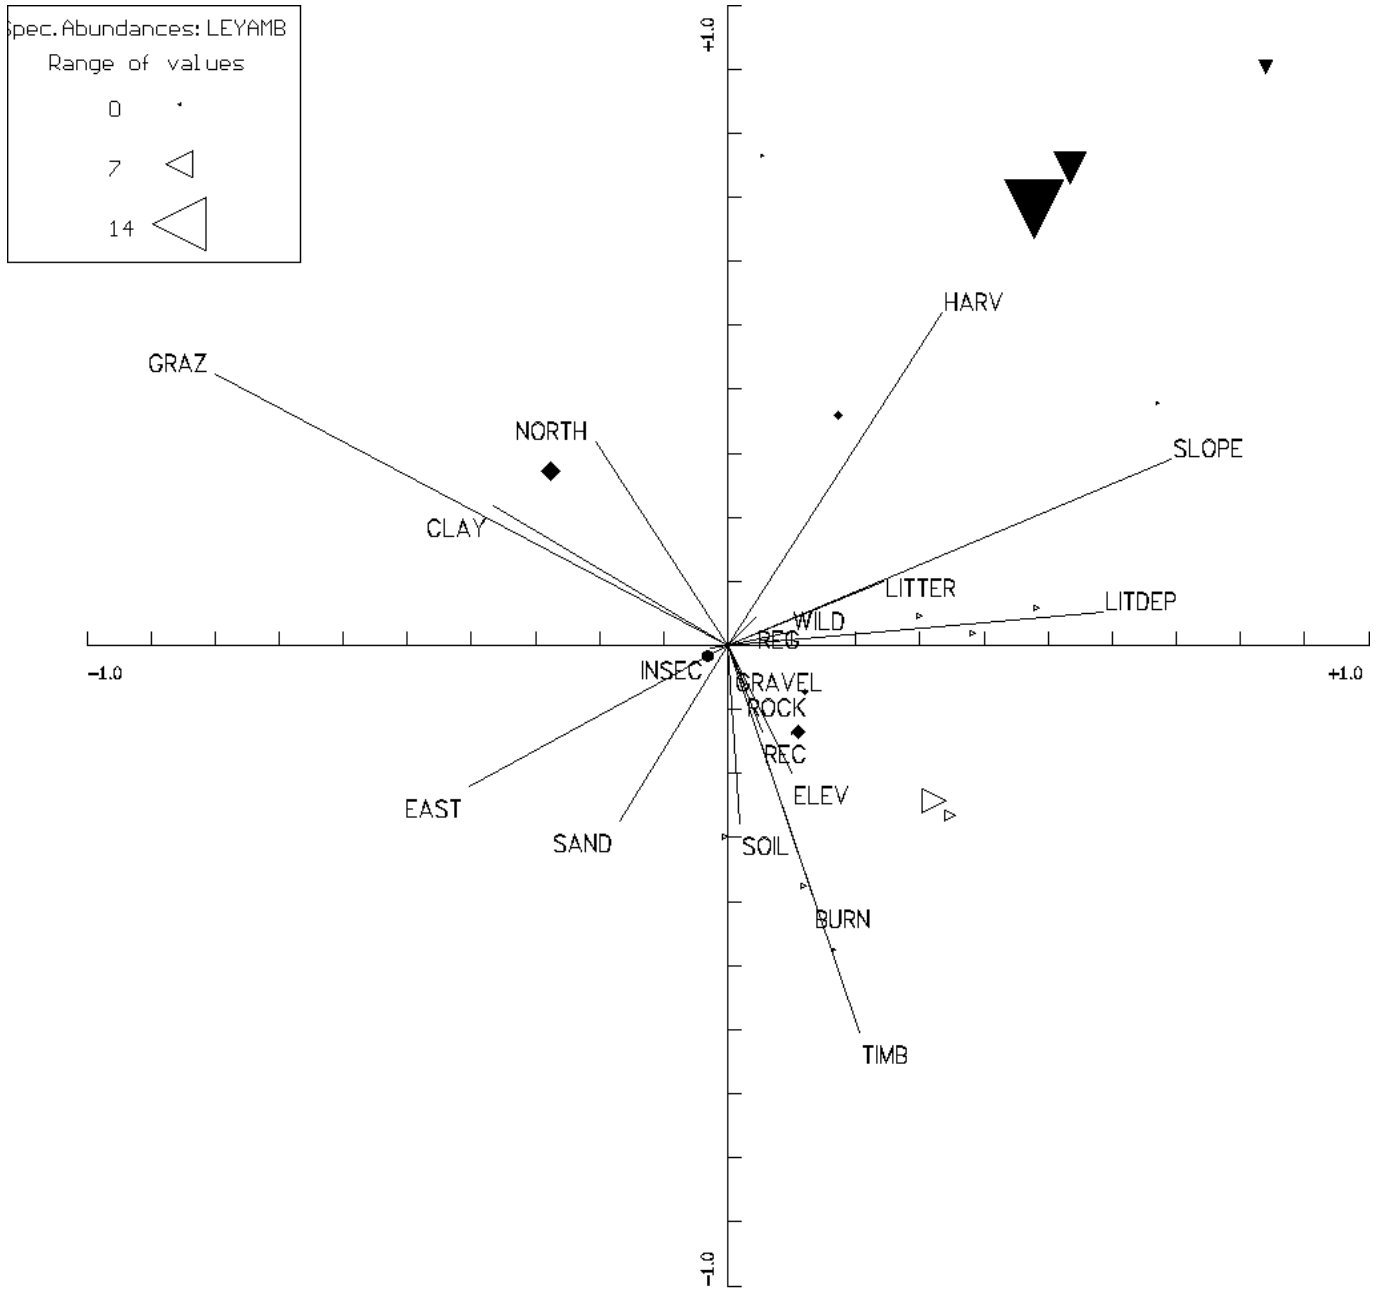 Spec.Abundances: LEYAMB
Range of values
0
7
14
+1.0
HARV
GRAZ
NORTH
SLOPE
CLAY
LITTER
LITDEP
WILD
REG
-1.0
+1.0
INSEC
GRAVEL
ROCK
REC
ELEV
EAST
SAND
SOIL
BURN
TIMB
-1.0